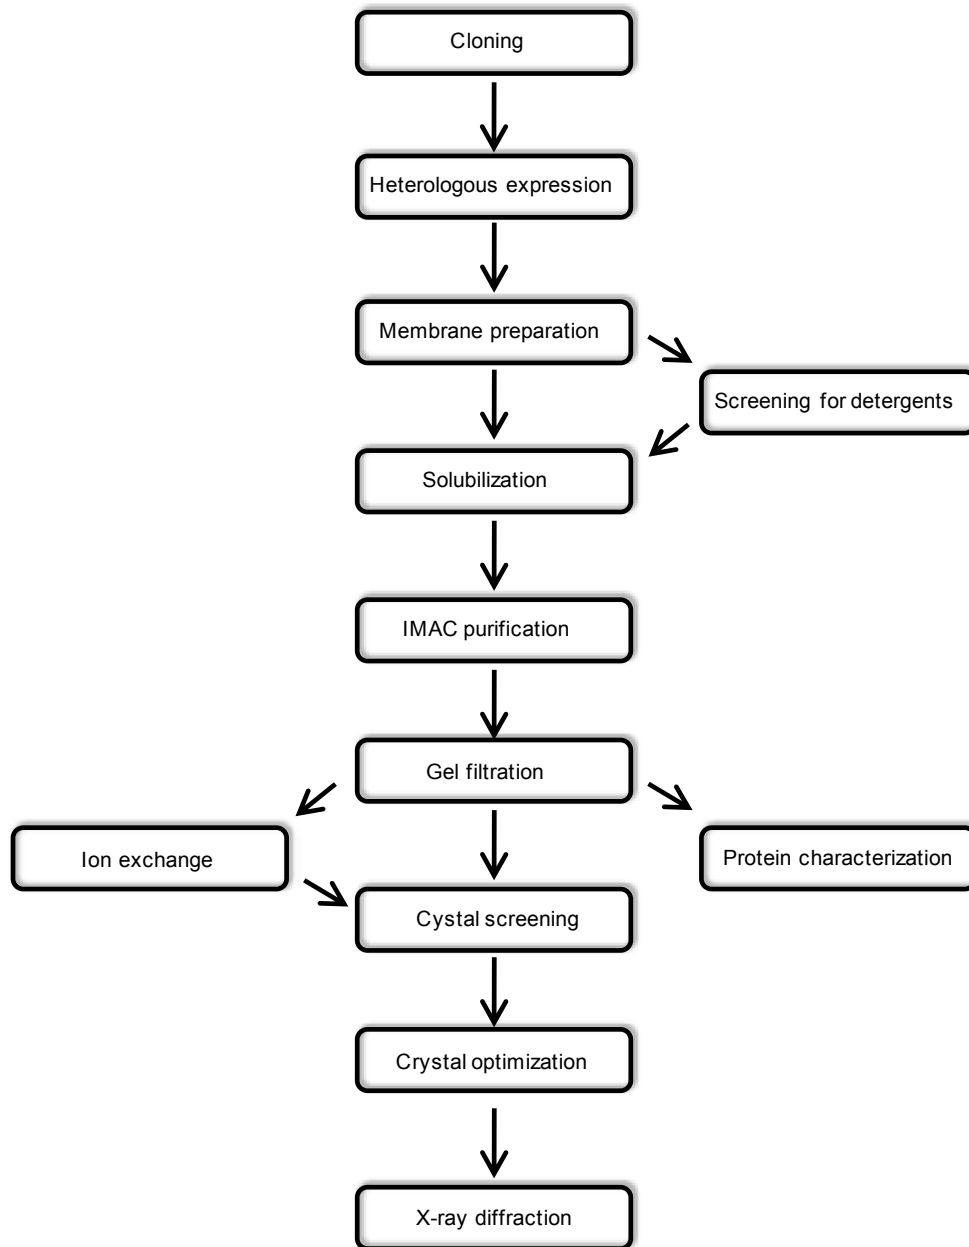 Cloning
Heterologous expression
Membrane preparation
Screening for detergents
Solubilization
IMAC purification
Gel filtration
Ion exchange
Protein characterization
Cystal screening
Crystal optimization
X-ray diffraction